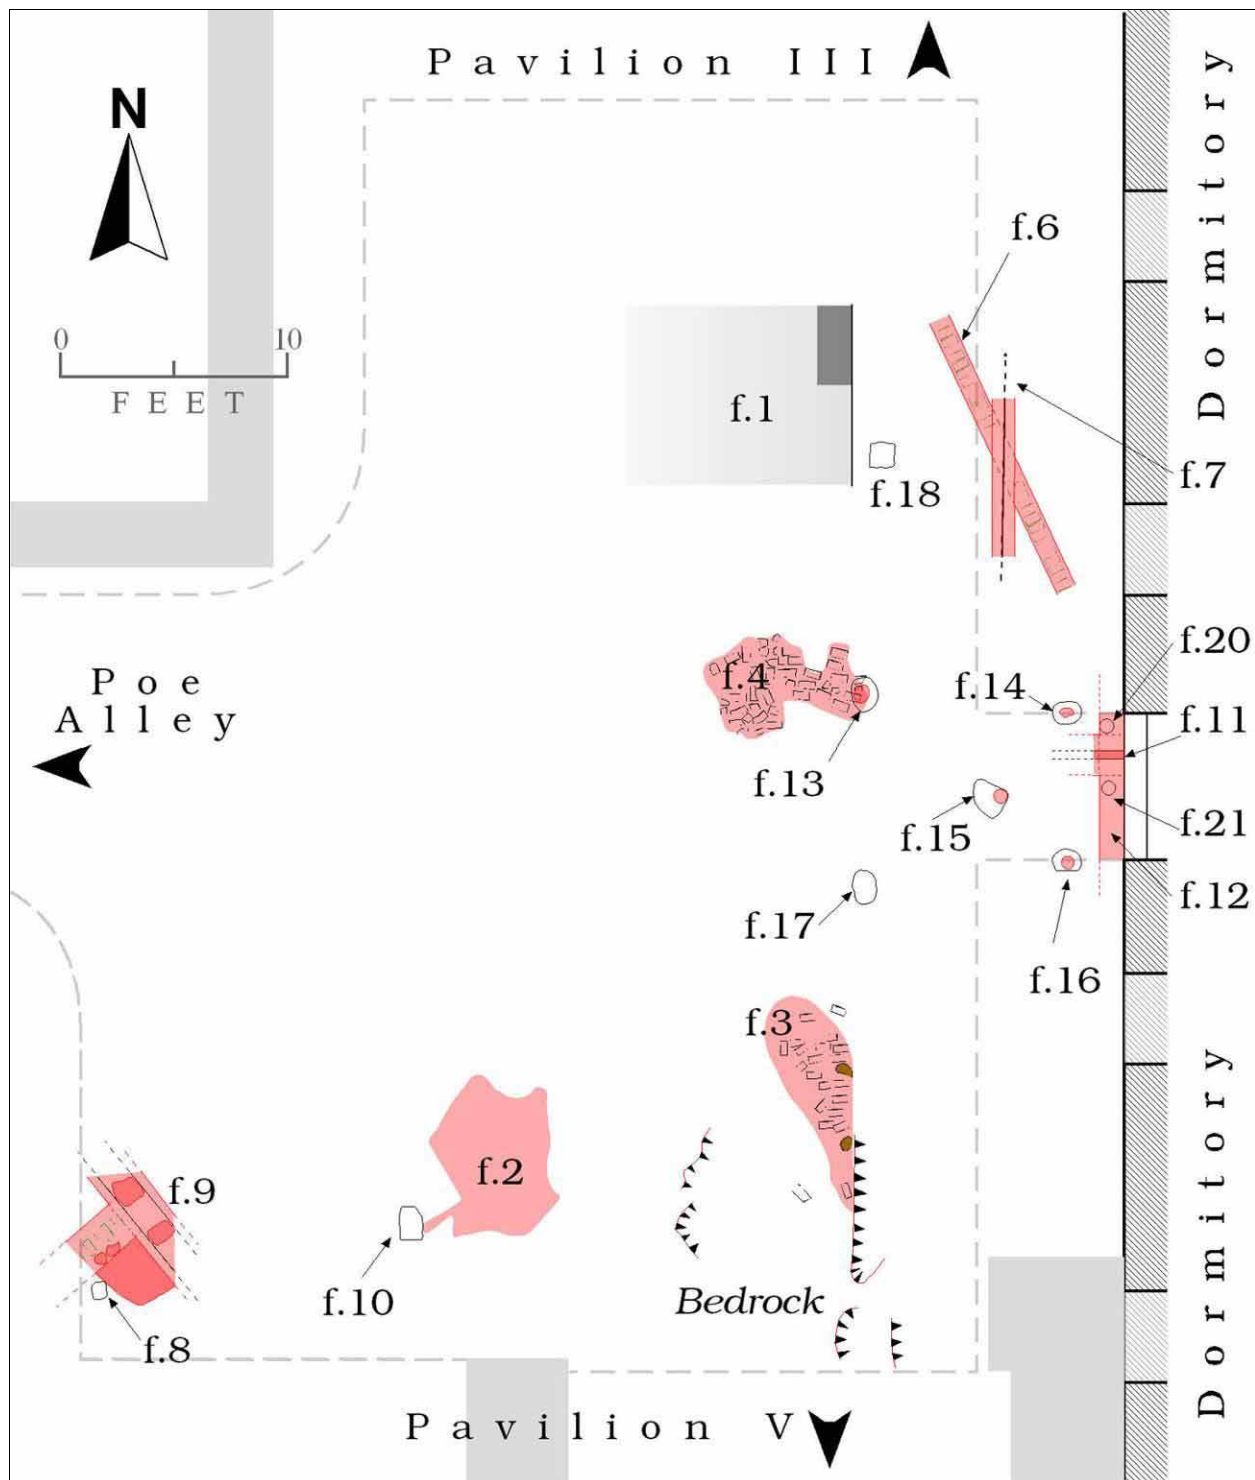 Pavilion III
N
Dormitory
f.6
0 10
FEET
f.1
f.7
f.18
f.20
f.4
f.14
Poe
Alley
f.11
f.13
f.15
f.21
f.12
f.17
f.16
f.3
f.2
f.9
Dormitory
f.10
Bedrock
f.8
Pavilion V